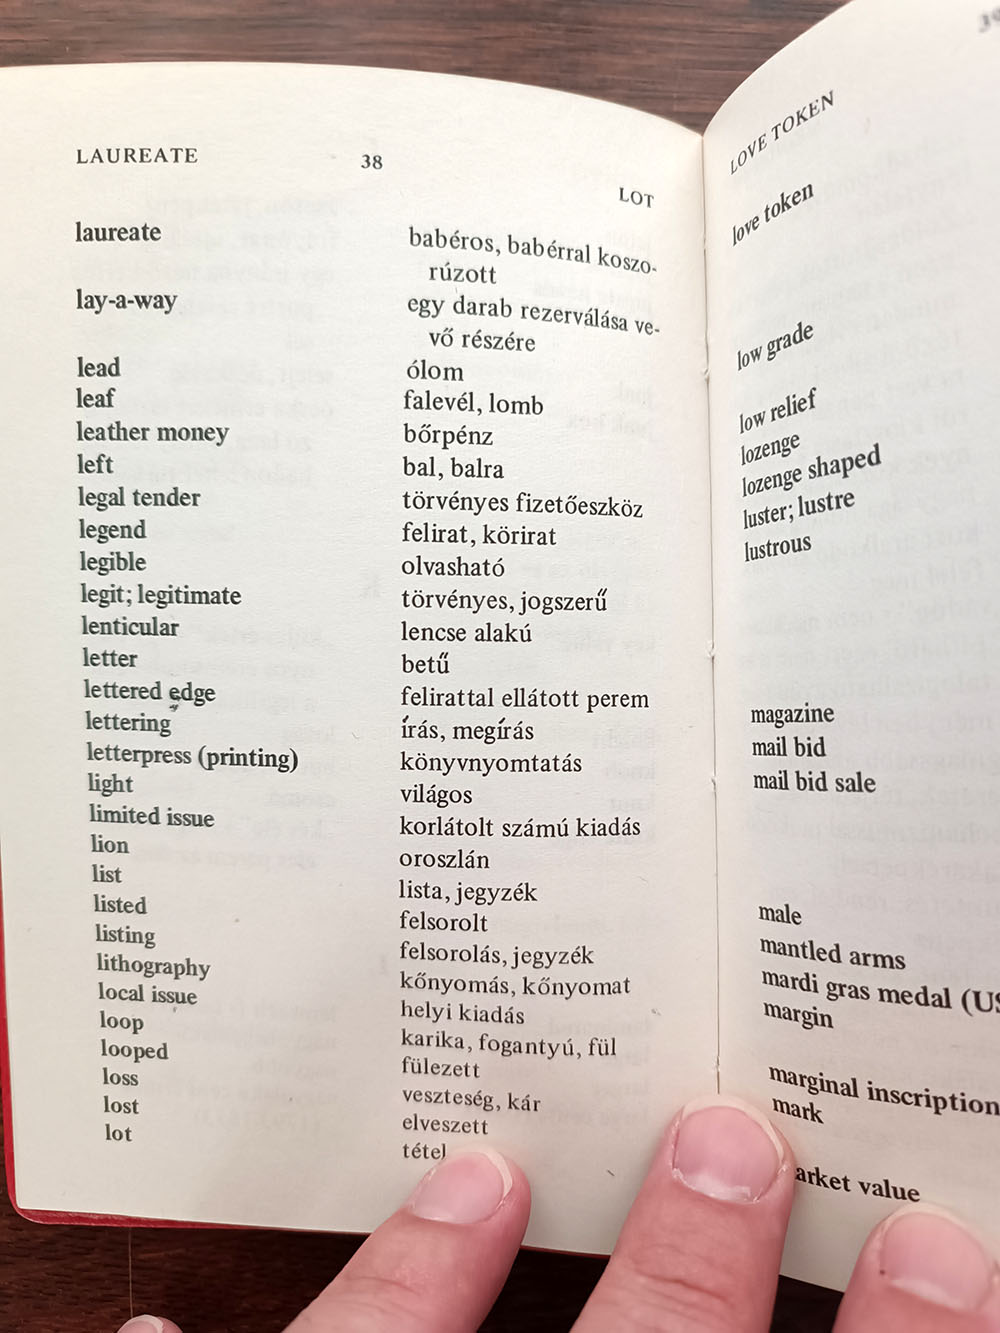 LAUREATE 38 LOT
laureate babéros, babérral koszo-
rúzott
lay-a-way egy darab rezerválása ve-
vő részére
lead ólom
leaf falevél, lomb
leather money bőrpénz
left bal, balra
legal tender törvényes fizetőeszköz
legend felirat, körirat
legible olvasható
legit; legitimate törvényes, jogszerű
lenticular lencse alakú
letter betű
lettered edge felirattal ellátott perem
lettering írás, megírás
letterpress (printing) könyvnyomtatás
light világos
limited issue korlátolt számú kiadás
lion oroszlán
list lista, jegyzék
listed felsorolt
listing felsorolás, jegyzék
lithography kőnyomás, kőnyomat
local issue helyi kiadás
loop karika, fogantyú, fül
looped fülezett
loss veszteség, kár
lost elveszett
lot tétel
LOVE TOKEN
love token
low grade
low relief
lozenge
lozenge shaped
luster; lustre
lustrous
magazine
mail bid
mail bid sale
male
mantled arms
mardi gras medal (US
margin
marginal inscription
mark
arket value